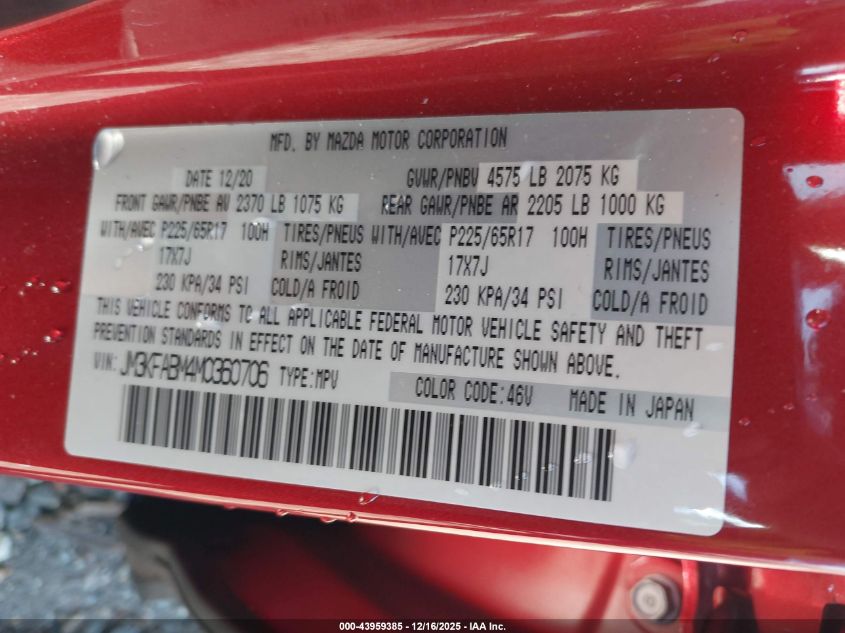 MFD. BY MAZDA MOTOR CORPORATION
DATE 12/20 GVWR/PNBV 4575 LB 2075 KG
FRONT GAWR/PNBE AV 2370 LB 1075 KG REAR GAWR/PNBE AR 2205 LB 1000 KG
WITH/AVEC P225/65R17 100H TIRES/PNEUS WITH/AVEC P225/65R17 100H TIRES/PNEUS
17X7J RIMS/JANTES 17X7J RIMS/JANTES
230 KPA/34 PSI COLD/A FROID 230 KPA/34 PSI COLD/A FROID
THIS VEHICLE CONFORMS TO ALL APPLICABLE FEDERAL MOTOR VEHICLE SAFETY AND THEFT
PREVENTION STANDARDS IN EFFECT ON THE DATE OF MANUFACTURE SHOWN ABOVE.
VIN: JM3KFABM4M0360706 TYPE:MPV COLOR CODE:46V MADE IN JAPAN
000-43959385 - 12/16/2025 - IAA Inc.